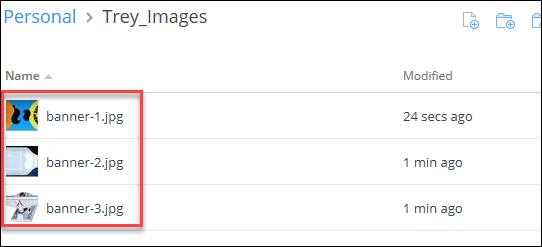 Personal > Trey_Images
Name Modified
banner-1.jpg 24 secs ago
banner-2.jpg 1 min ago
banner-3.jpg 1 min ago